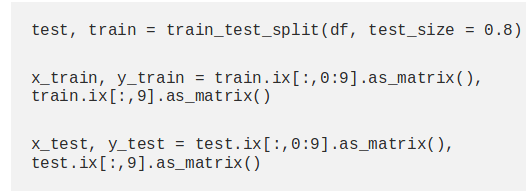 test, train = train_test_split(df, test_size = 0.8)
x_train, y_train = train.ix[:,0:9].as_matrix(),
train.ix[:,9].as_matrix()
x_test, y_test = test.ix[:,0:9].as_matrix(),
test.ix[:,9].as_matrix()